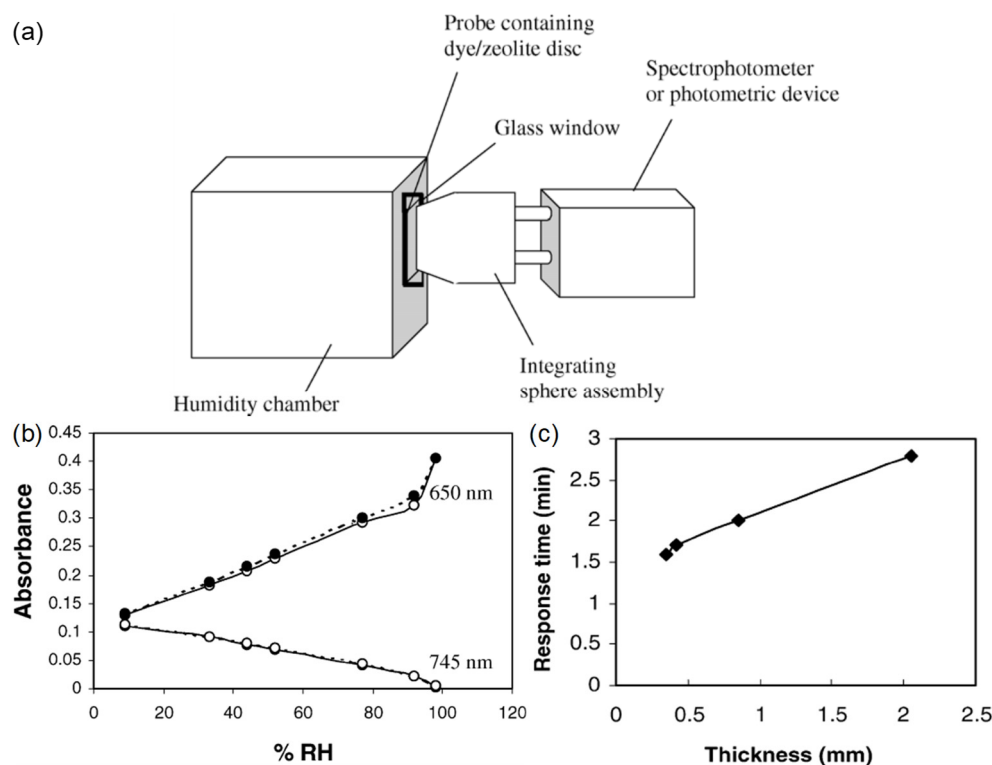 (a)
Probe containing
dye/zeolite disc
Spectrophotometer
or photometric device
Glass window
Integrating
sphere assembly
Humidity chamber
(b)
0.45
0.4
0.35
0.3
0.25
0.2
0.15
0.1
0.05
0
Absorbance
650 nm
745 nm
0 20 40 60 80 100 120
% RH
(c)
3
2.5
2
1.5
1
0.5
0
Response time (min)
0 0.5 1 1.5 2 2.5
Thickness (mm)